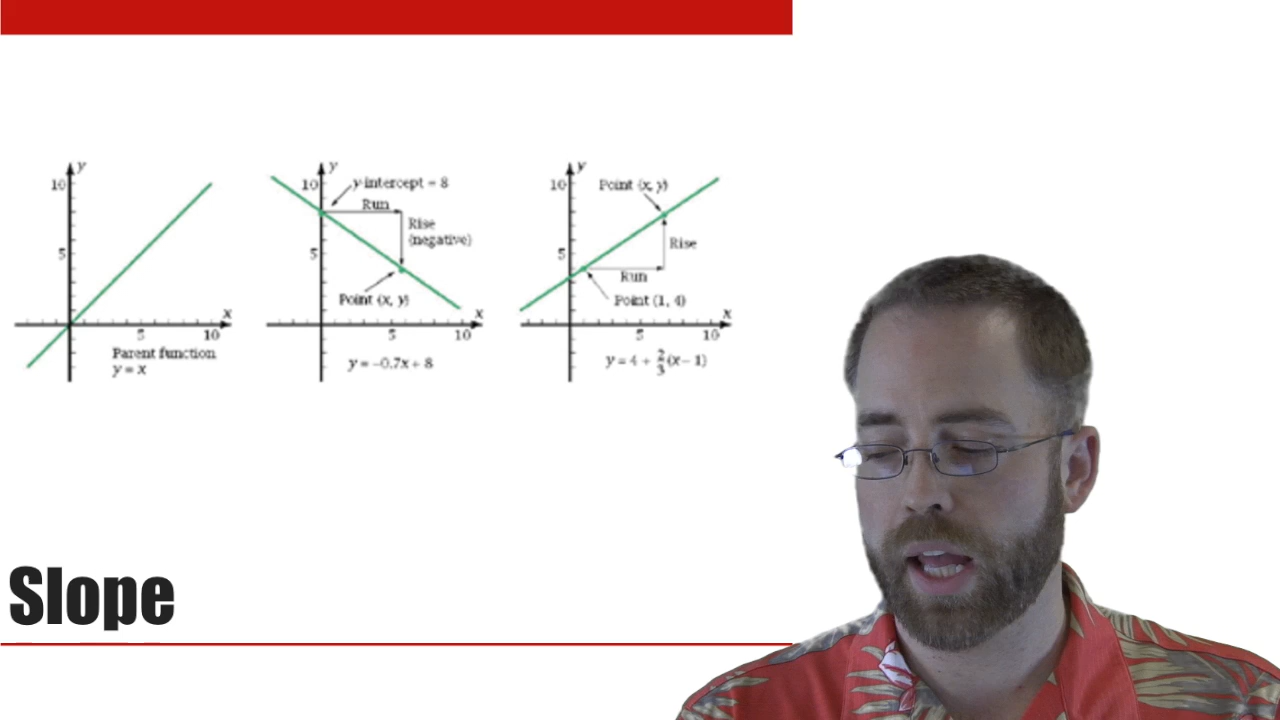 y
10
5
x
5
10
Parent function
y = x
y
10
y-intercept = 8
Run
Rise
(negative)
5
Point (x, y)
x
5
10
y = -0.7x + 8
y
10
Point (x, y)
5
Rise
Run
Point (1, 4)
x
5
10
y = 4 + 2/3(x - 1)
Slope